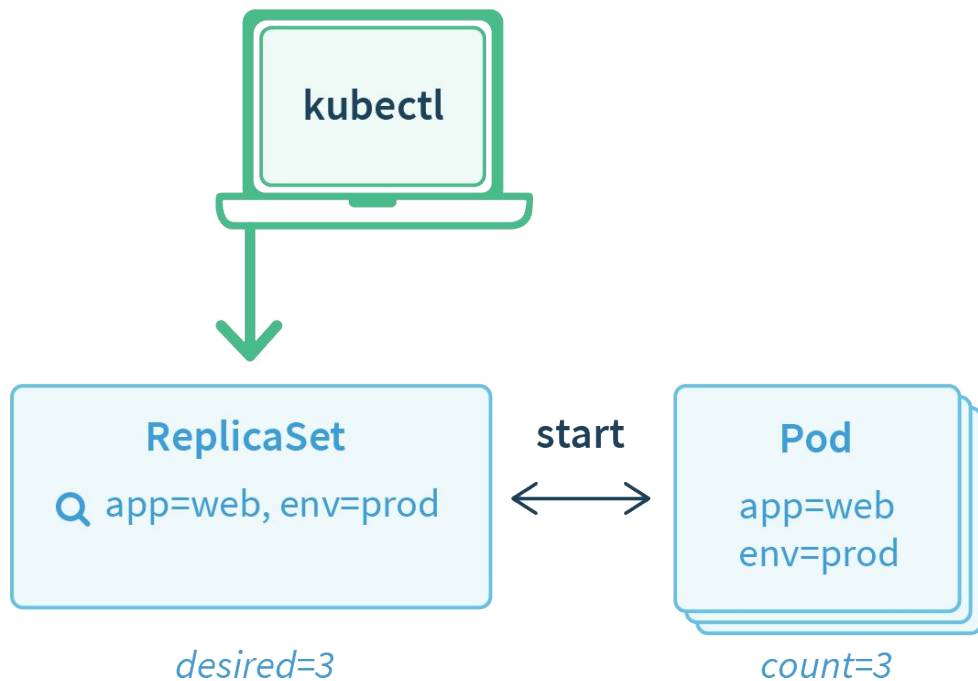 kubectl
ReplicaSet
app=web, env=prod
desired=3
start
Pod
app=web
env=prod
count=3